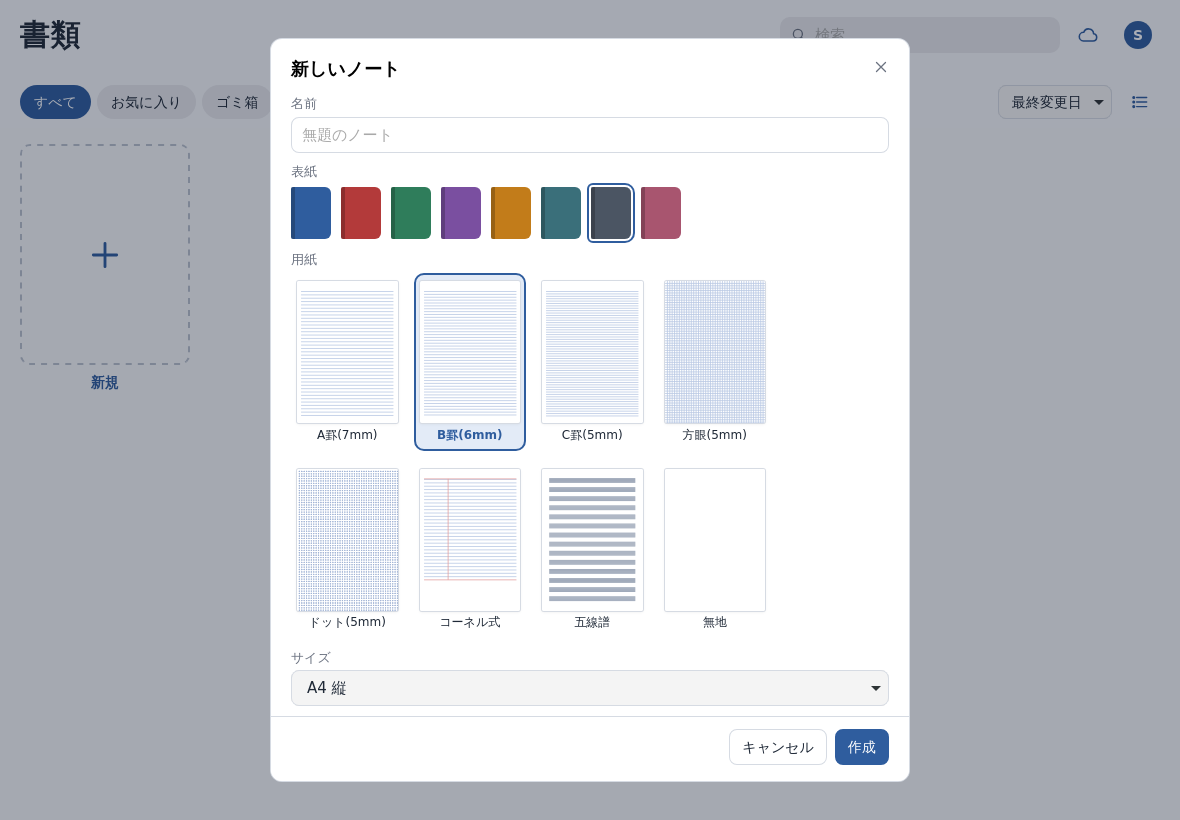 書類
検索
S
新しいノート
すべて
お気に入り
ゴミ箱
最終変更日
名前
無題のノート
表紙
用紙
新規
A罫(7mm)
B罫(6mm)
C罫(5mm)
方眼(5mm)
ドット(5mm)
コーネル式
五線譜
無地
サイズ
A4 縦
キャンセル
作成